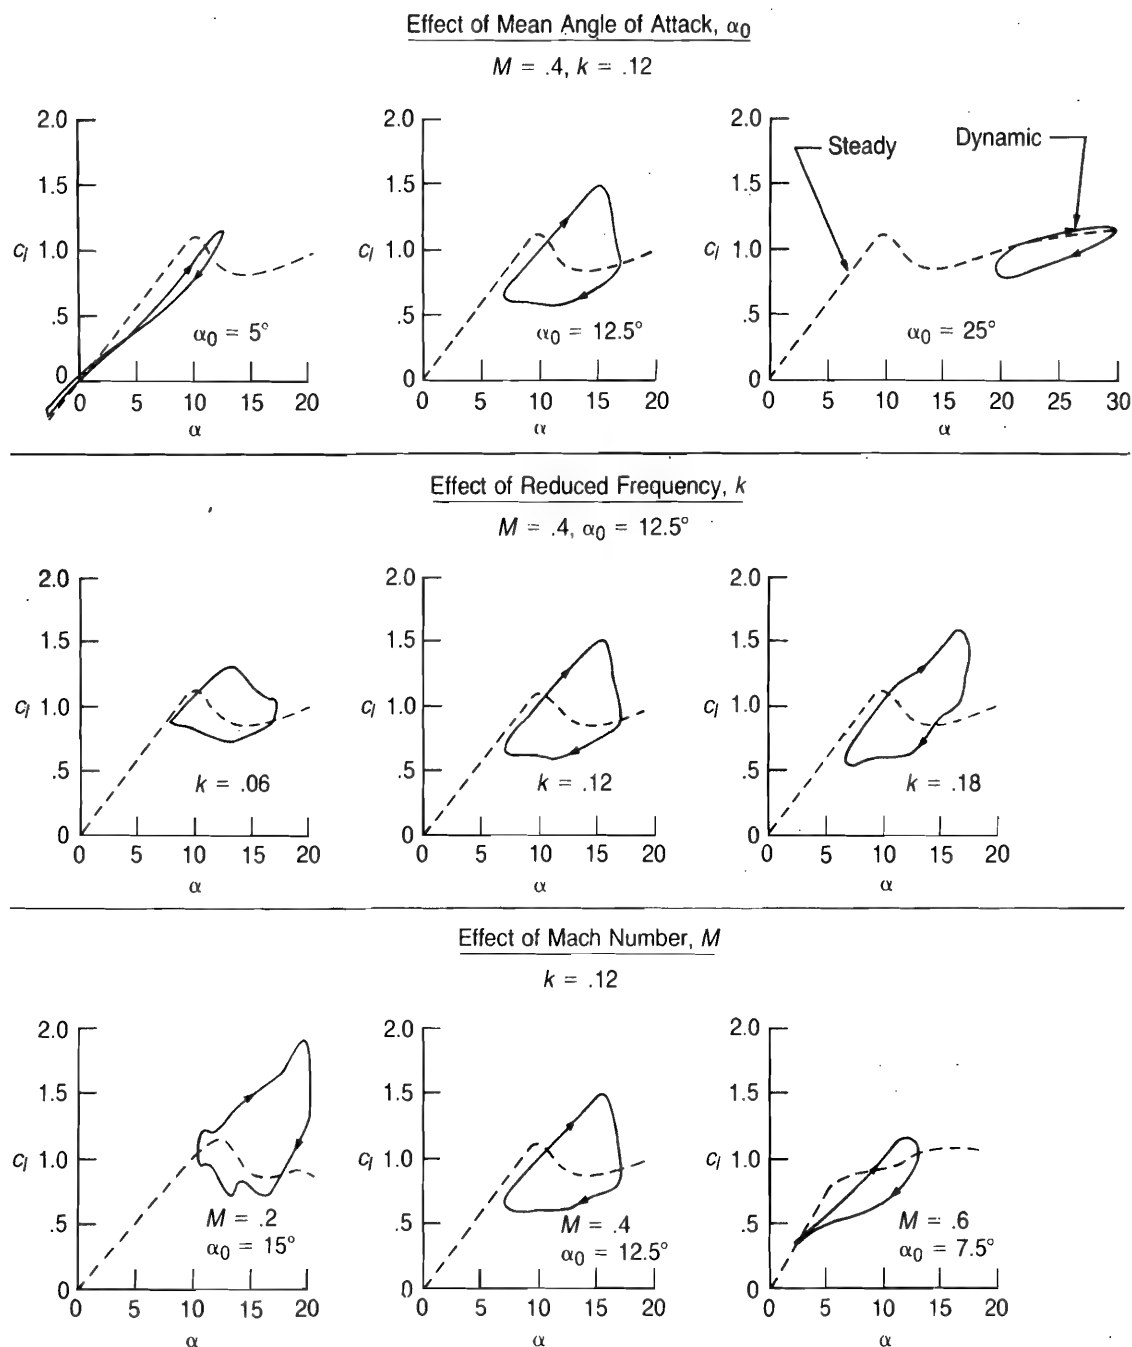 Effect of Mean Angle of Attack, α0
M = .4, k = .12
2.0
1.5
cl 1.0
.5
0
α0 = 5°
0 5 10 15 20
α
2.0
1.5
cl 1.0
.5
0
α0 = 12.5°
0 5 10 15 20
α
2.0
1.5
cl 1.0
.5
0
Steady
Dynamic
α0 = 25°
0 5 10 15 20 25 30
α
Effect of Reduced Frequency, k
M = .4, α0 = 12.5°
2.0
1.5
cl 1.0
.5
0
k = .06
0 5 10 15 20
α
2.0
1.5
cl 1.0
.5
0
k = .12
0 5 10 15 20
α
2.0
1.5
cl 1.0
.5
0
k = .18
0 5 10 15 20
α
Effect of Mach Number, M
k = .12
2.0
1.5
cl 1.0
.5
0
M = .2
α0 = 15°
0 5 10 15 20
α
2.0
1.5
cl 1.0
.5
0
M = .4
α0 = 12.5°
0 5 10 15 20
α
2.0
1.5
cl 1.0
.5
0
M = .6
α0 = 7.5°
0 5 10 15 20
α